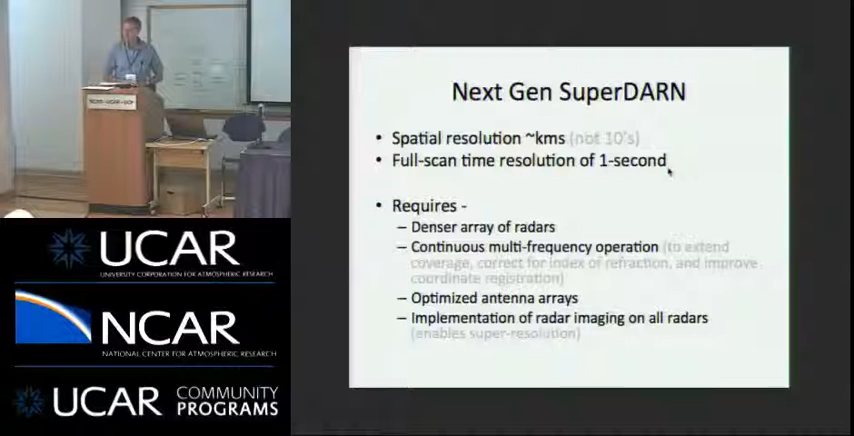 Next Gen SuperDARN
• Spatial resolution ~kms (not 10's)
• Full-scan time resolution of 1-second
• Requires -
– Denser array of radars
– Continuous multi-frequency operation (to extend
coverage, correct for index of refraction, and improve
coordinate registration)
– Optimized antenna arrays
– Implementation of radar imaging on all radars
(enables super-resolution)
UCAR
UNIVERSITY CORPORATION FOR ATMOSPHERIC RESEARCH
NCAR
NATIONAL CENTER FOR ATMOSPHERIC RESEARCH
UCAR COMMUNITY
PROGRAMS